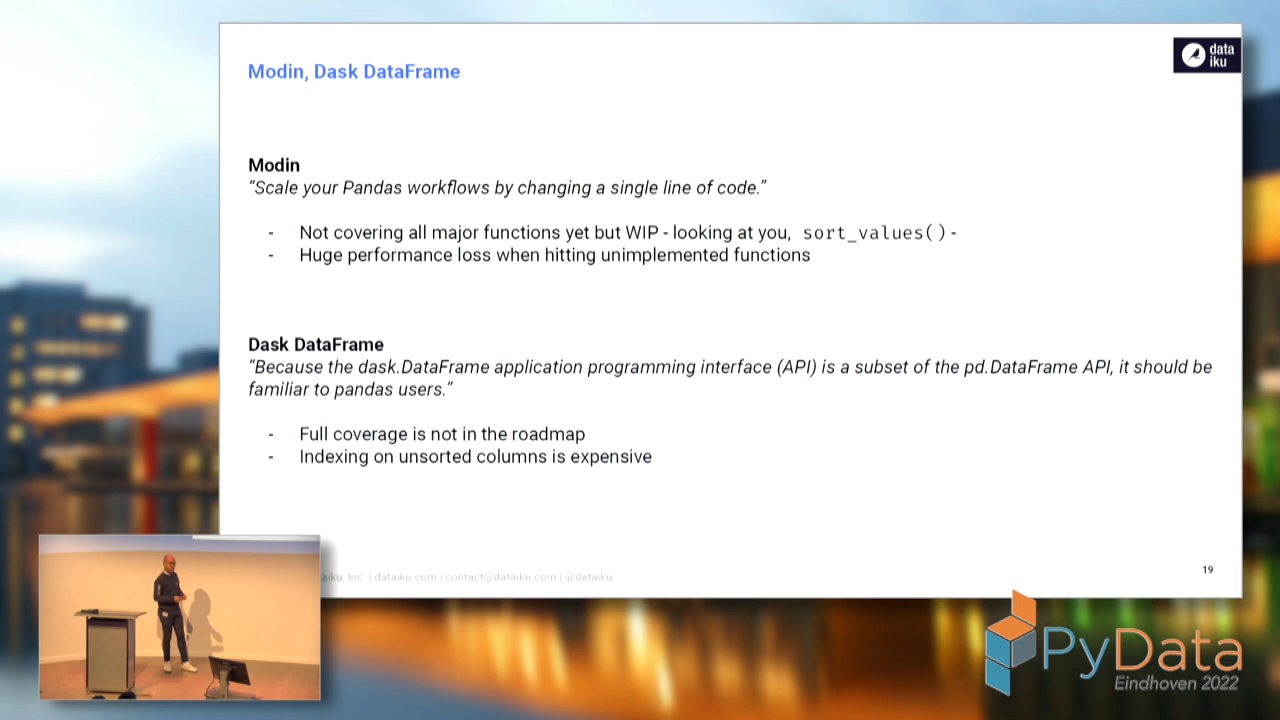 data
iku
Modin, Dask DataFrame
Modin
“Scale your Pandas workflows by changing a single line of code.”
- Not covering all major functions yet but WIP - looking at you, sort_values() -
- Huge performance loss when hitting unimplemented functions
Dask DataFrame
“Because the dask.DataFrame application programming interface (API) is a subset of the pd.DataFrame API, it should be
familiar to pandas users.”
- Full coverage is not in the roadmap
- Indexing on unsorted columns is expensive
aiku, Inc. | dataiku.com | contact@dataiku.com | @dataiku
19
PyData
Eindhoven 2022